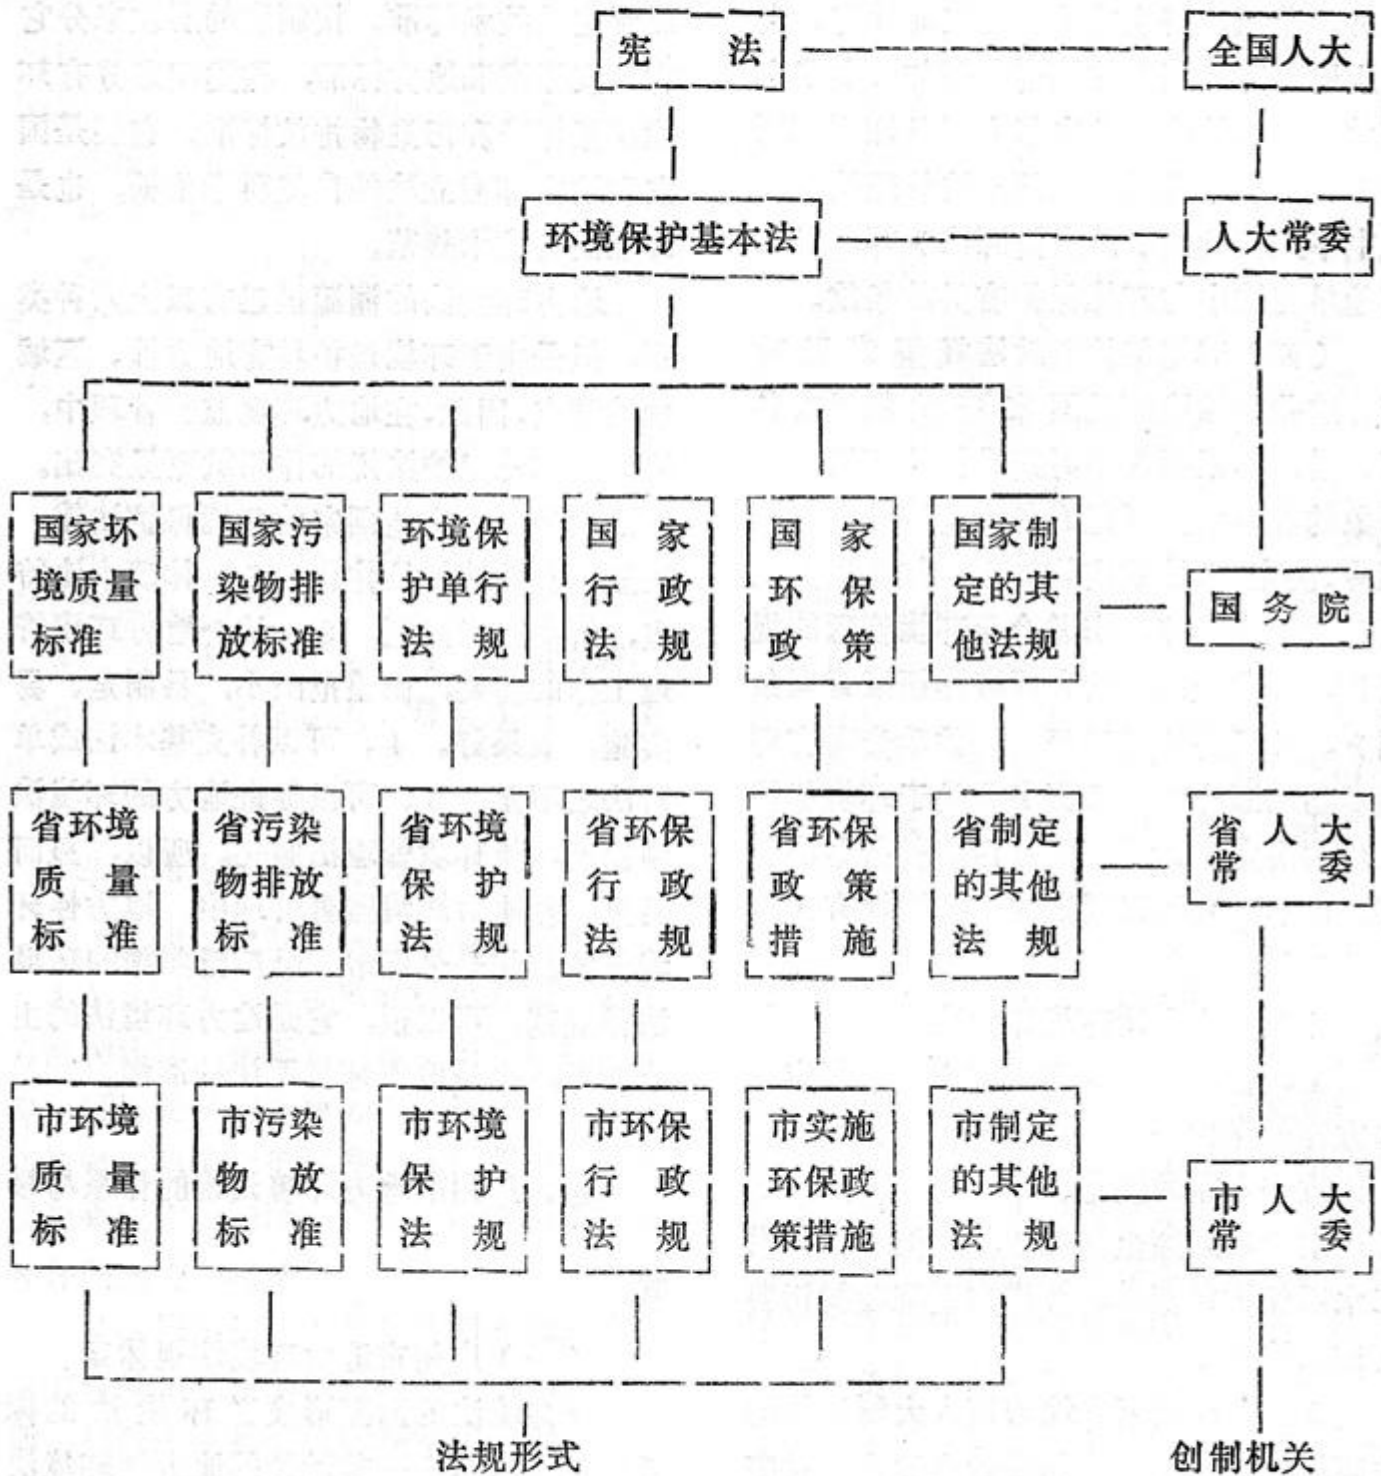 宪 法
全国人大
环境保护基本法
人大常委
国家坏
境质量
标准
国家污
染物排
放标准
环境保
护单行
法 规
国 家
行 政
法 规
国 家
环 保
政 策
国家制
定的其
他法规
国 务 院
省环境
质 量
标 准
省污染
物排放
标 准
省环境
保 护
法 规
省环保
行 政
法 规
省环保
政 策
措 施
省制定
的其他
法 规
省 人 大
常 委
市环境
质 量
标 准
市污染
物 放
标 准
市环境
保 护
法 规
市环保
行 政
法 规
市实施
环保政
策措施
市制定
的其他
法 规
市 人 大
常 委
法规形式
创制机关